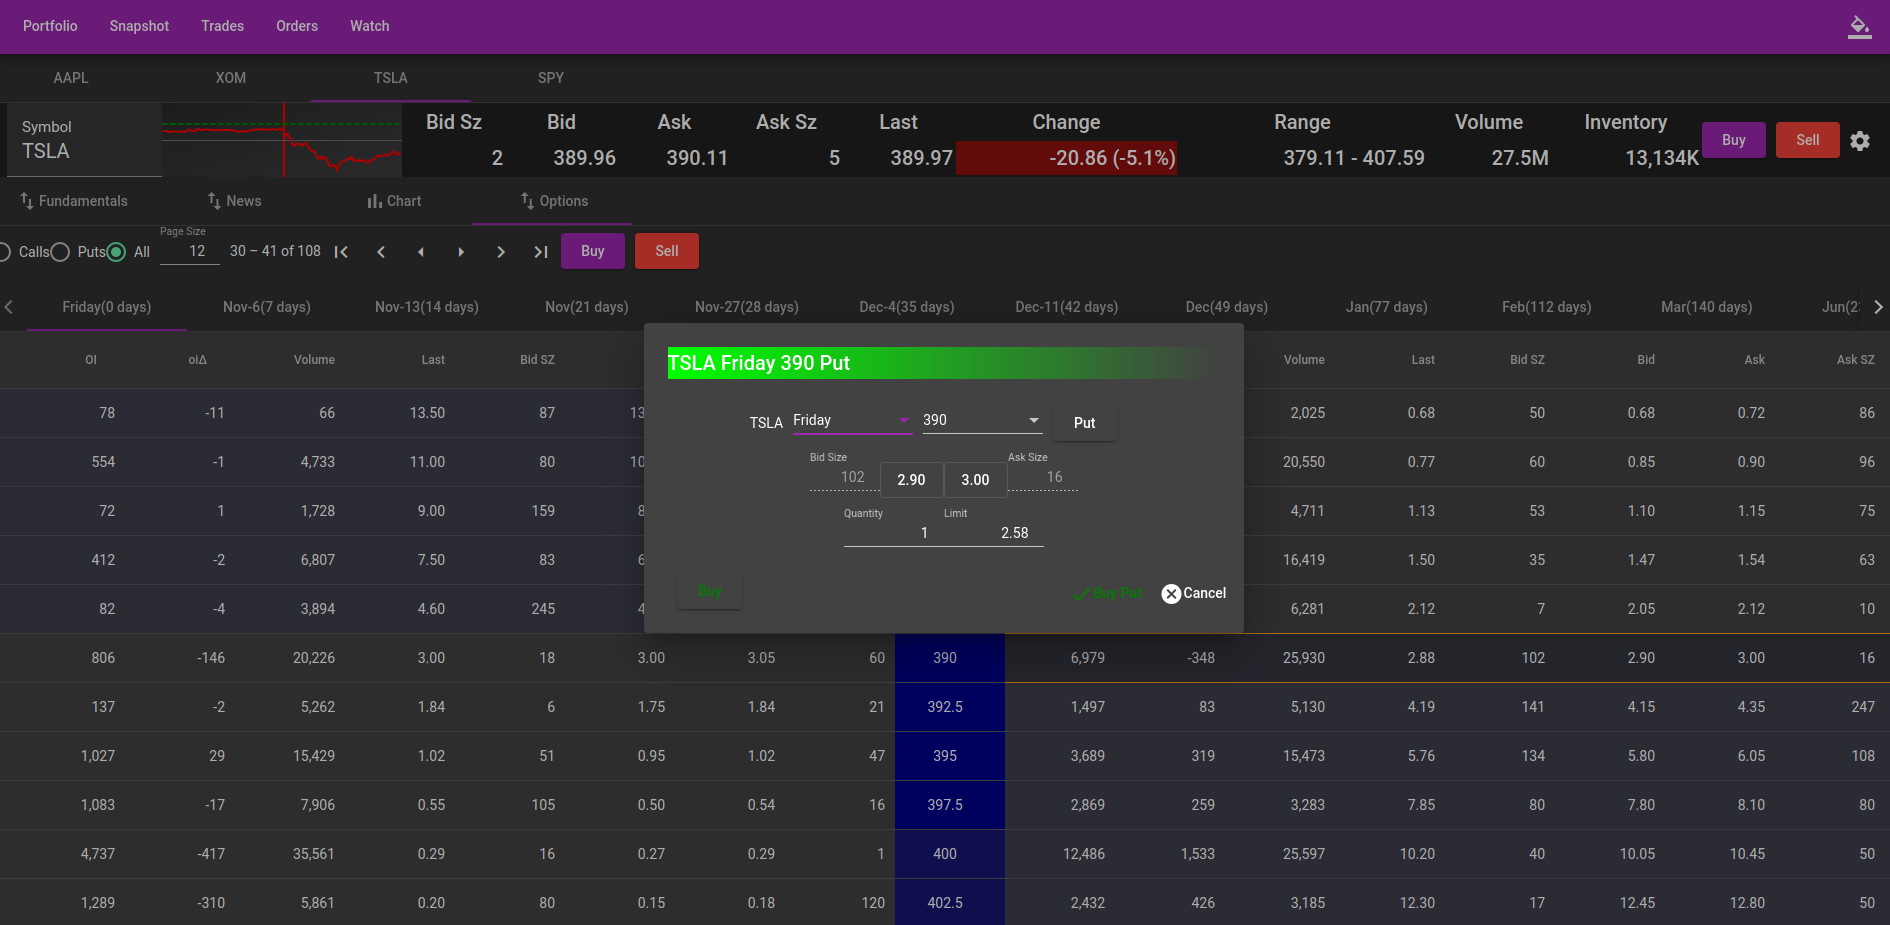 Portfolio Snapshot Trades Orders Watch
AAPL XOM TSLA SPY
Symbol
TSLA
Bid Sz Bid Ask Ask Sz Last Change Range Volume Inventory
2 389.96 390.11 5 389.97 -20.86 (-5.1%) 379.11 - 407.59 27.5M 13,134K
Buy Sell
Fundamentals News Chart Options
Calls Puts All Page Size 12 30 – 41 of 108 Buy Sell
Friday(0 days) Nov-6(7 days) Nov-13(14 days) Nov(21 days) Nov-27(28 days) Dec-4(35 days) Dec-11(42 days) Dec(49 days) Jan(77 days) Feb(112 days) Mar(140 days) Jun(2
OI oiΔ Volume Last Bid SZ Volume Last Bid SZ Bid Ask Ask SZ
78 -11 66 13.50 87 13 2,025 0.68 50 0.68 0.72 86
554 -1 4,733 11.00 80 10 20,550 0.77 60 0.85 0.90 96
72 1 1,728 9.00 159 8 4,711 1.13 53 1.10 1.15 75
412 -2 6,807 7.50 83 6 16,419 1.50 35 1.47 1.54 63
82 -4 3,894 4.60 245 4 6,281 2.12 7 2.05 2.12 10
TSLA Friday 390 Put
TSLA Friday 390 Put
Bid Size Ask Size
102 2.90 3.00 16
Quantity Limit
1 2.58
Buy Buy Put Cancel
806 -146 20,226 3.00 18 3.00 3.05 60 390 6,979 -348 25,930 2.88 102 2.90 3.00 16
137 -2 5,262 1.84 6 1.75 1.84 21 392.5 1,497 83 5,130 4.19 141 4.15 4.35 247
1,027 29 15,429 1.02 51 0.95 1.02 47 395 3,689 319 15,473 5.76 134 5.80 6.05 108
1,083 -17 7,906 0.55 105 0.50 0.54 16 397.5 2,869 259 3,283 7.85 80 7.80 8.10 80
4,737 -417 35,561 0.29 16 0.27 0.29 1 400 12,486 1,533 25,597 10.20 40 10.05 10.45 50
1,289 -310 5,861 0.20 80 0.15 0.18 120 402.5 2,432 426 3,185 12.30 17 12.45 12.80 50